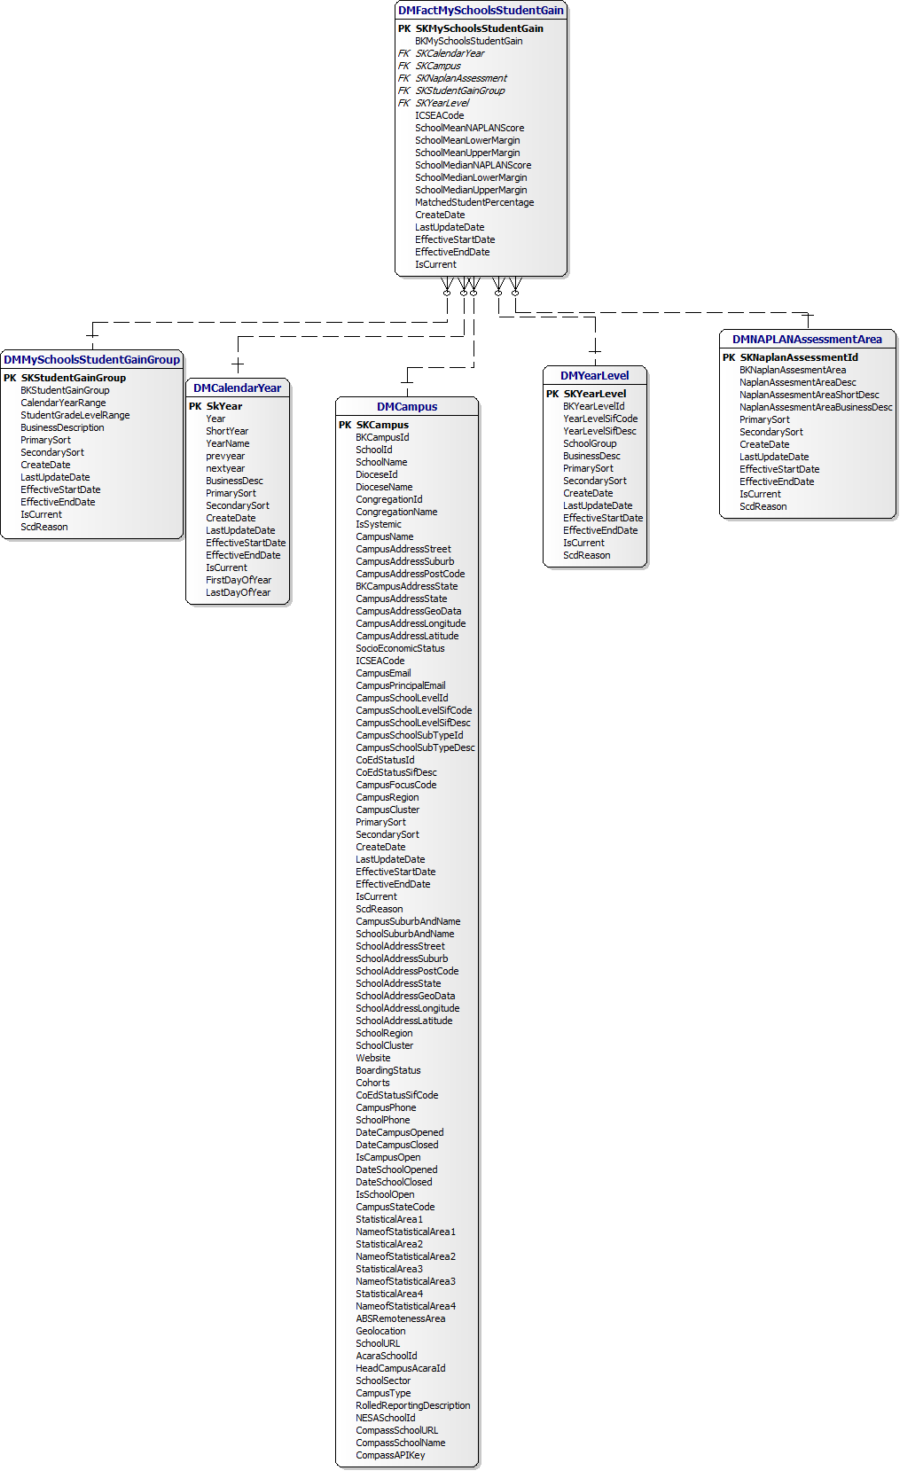 DMFactMySchoolsStudentGain
PK SKMySchoolsStudentGain
BKMySchoolsStudentGain
FK SKCalendarYear
FK SKCampus
FK SKNaplanAssessment
FK SKStudentGainGroup
FK SKYearLevel
ICSEACode
SchoolMeanNAPLANScore
SchoolMeanLowerMargin
SchoolMeanUpperMargin
SchoolMedianNAPLANScore
SchoolMedianLowerMargin
SchoolMedianUpperMargin
MatchedStudentPercentage
CreateDate
LastUpdateDate
EffectiveStartDate
EffectiveEndDate
IsCurrent
DMMySchoolsStudentGainGroup
PK SKStudentGainGroup
BKStudentGainGroup
CalendarYearRange
StudentGradeLevelRange
BusinessDescription
PrimarySort
SecondarySort
CreateDate
LastUpdateDate
EffectiveStartDate
EffectiveEndDate
IsCurrent
ScdReason
DMCalendarYear
PK SkYear
Year
ShortYear
YearName
prevyear
nextyear
BusinessDesc
PrimarySort
SecondarySort
CreateDate
LastUpdateDate
EffectiveStartDate
EffectiveEndDate
IsCurrent
FirstDayOfYear
LastDayOfYear
DMCampus
PK SKCampus
BKCampusId
SchoolId
SchoolName
DioceseId
DioceseName
CongregationId
CongregationName
IsSystemic
CampusName
CampusAddressStreet
CampusAddressSuburb
CampusAddressPostCode
BKCampusAddressState
CampusAddressState
CampusAddressGeoData
CampusAddressLongitude
CampusAddressLatitude
SocioEconomicStatus
ICSEACode
CampusEmail
CampusPrincipalEmail
CampusSchoolLevelId
CampusSchoolLevelSifCode
CampusSchoolLevelSifDesc
CampusSchoolSubTypeId
CampusSchoolSubTypeDesc
CoEdStatusId
CoEdStatusSifDesc
CampusFocusCode
CampusRegion
CampusCluster
PrimarySort
SecondarySort
CreateDate
LastUpdateDate
EffectiveStartDate
EffectiveEndDate
IsCurrent
ScdReason
CampusSuburbAndName
SchoolSuburbAndName
SchoolAddressStreet
SchoolAddressSuburb
SchoolAddressPostCode
SchoolAddressState
SchoolAddressGeoData
SchoolAddressLongitude
SchoolAddressLatitude
SchoolRegion
SchoolCluster
Website
BoardingStatus
Cohorts
CoEdStatusSifCode
CampusPhone
SchoolPhone
DateCampusOpened
DateCampusClosed
IsCampusOpen
DateSchoolOpened
DateSchoolClosed
IsSchoolOpen
CampusStateCode
StatisticalArea1
NameofStatisticalArea1
StatisticalArea2
NameofStatisticalArea2
StatisticalArea3
NameofStatisticalArea3
StatisticalArea4
NameofStatisticalArea4
ABSRemotenessArea
Geolocation
SchoolURL
AcaraSchoolId
HeadCampusAcaraId
SchoolSector
CampusType
RolledReportingDescription
NESASchoolId
CompassSchoolURL
CompassSchoolName
CompassAPIKey
DMYearLevel
PK SKYearLevel
BKYearLevelId
YearLevelSifCode
YearLevelSifDesc
SchoolGroup
BusinessDesc
PrimarySort
SecondarySort
CreateDate
LastUpdateDate
EffectiveStartDate
EffectiveEndDate
IsCurrent
ScdReason
DMNAPLANAssessmentArea
PK SKNaplanAssessmentId
BKNaplanAssesmentArea
NaplanAssesmentAreaDesc
NaplanAesmentAreaShortDesc
NaplanAssesmentAreaBusinessDesc
PrimarySort
SecondarySort
CreateDate
LastUpdateDate
EffectiveStartDate
EffectiveEndDate
IsCurrent
ScdReason